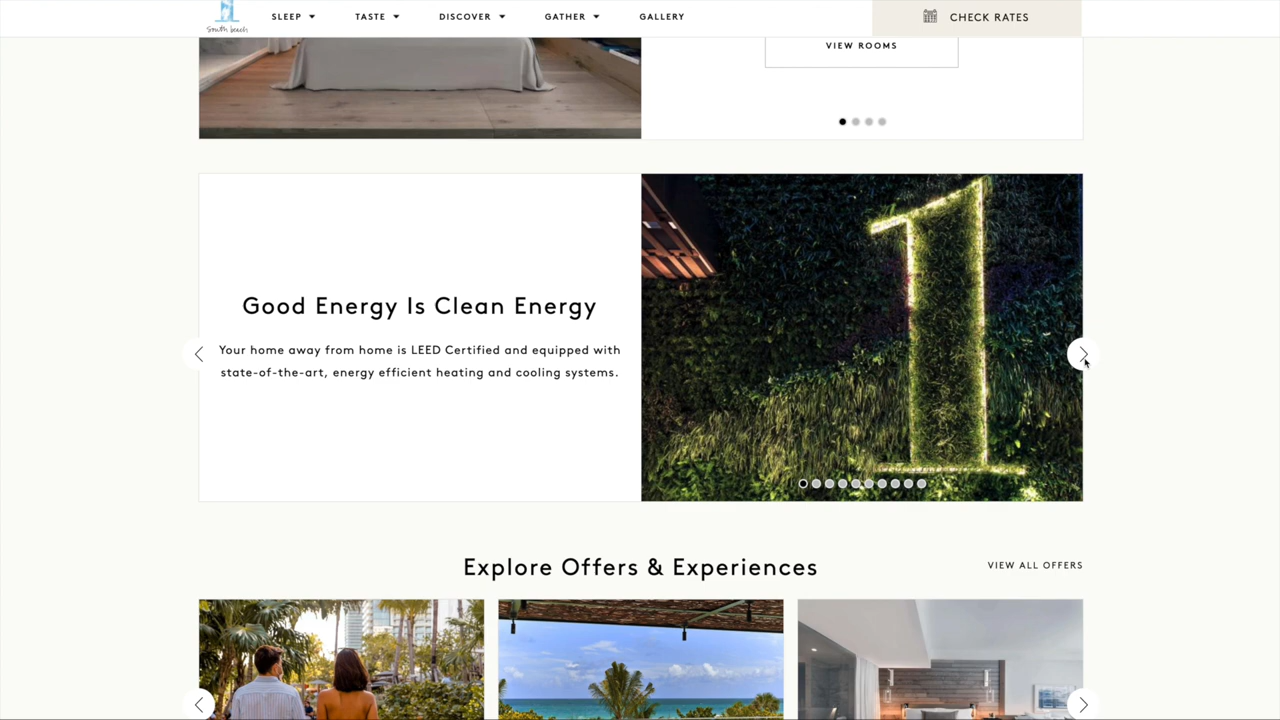 South beach
SLEEP
TASTE
DISCOVER
GATHER
GALLERY
CHECK RATES
VIEW ROOMS
Good Energy Is Clean Energy
Your home away from home is LEED Certified and equipped with
state-of-the-art, energy efficient heating and cooling systems.
1
Explore Offers & Experiences
VIEW ALL OFFERS